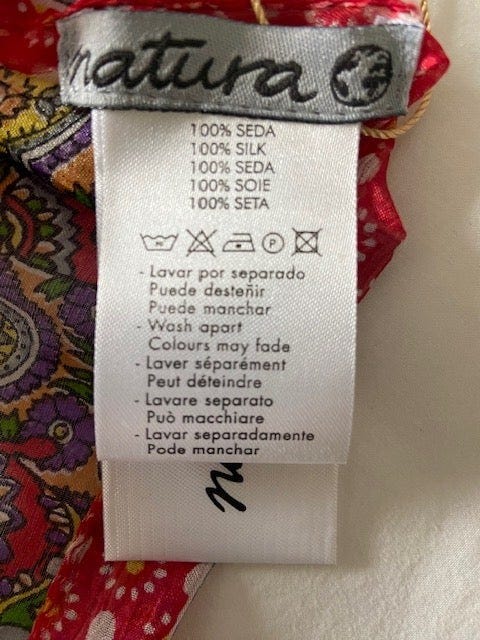 natura
100% SEDA
100% SILK
100% SEDA
100% SOIE
100% SETA
P
- Lavar por separado
Puede desteñir
Puede manchar
- Wash apart
Colours may fade
- Laver séparément
Peut déteindre
- Lavare separato
Può macchiare
- Lavar separadamente
Pode manchar